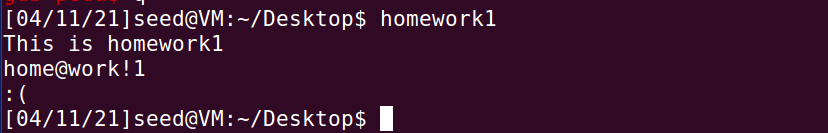 [04/11/21]seed@VM:~/Desktop$ homework1
This is homework1
home@work!1
:(
[04/11/21]seed@VM:~/Desktop$